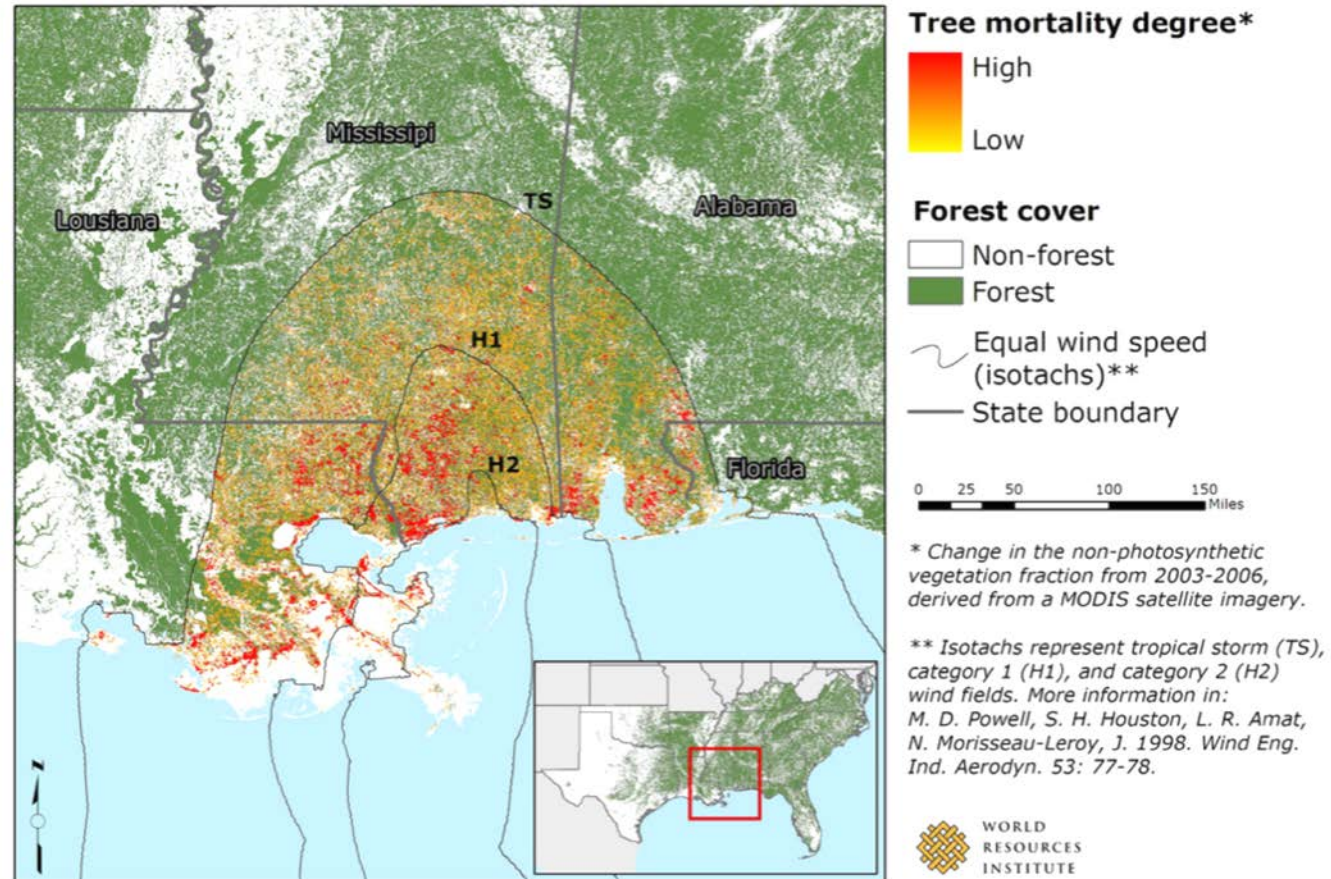 Mississipi
Lousiana
Alabama
TS
H1
H2
Florida
N
Tree mortality degree*
High
Low
Forest cover
Non-forest
Forest
Equal wind speed
(isotachs)**
State boundary
0 25 50 100 150
Miles
* Change in the non-photosynthetic
vegetation fraction from 2003-2006,
derived from a MODIS satellite imagery.
** Isotachs represent tropical storm (TS),
category 1 (H1), and category 2 (H2)
wind fields. More information in:
M. D. Powell, S. H. Houston, L. R. Amat,
N. Morisseau-Leroy, J. 1998. Wind Eng.
Ind. Aerodyn. 53: 77-78.
WORLD
RESOURCES
INSTITUTE